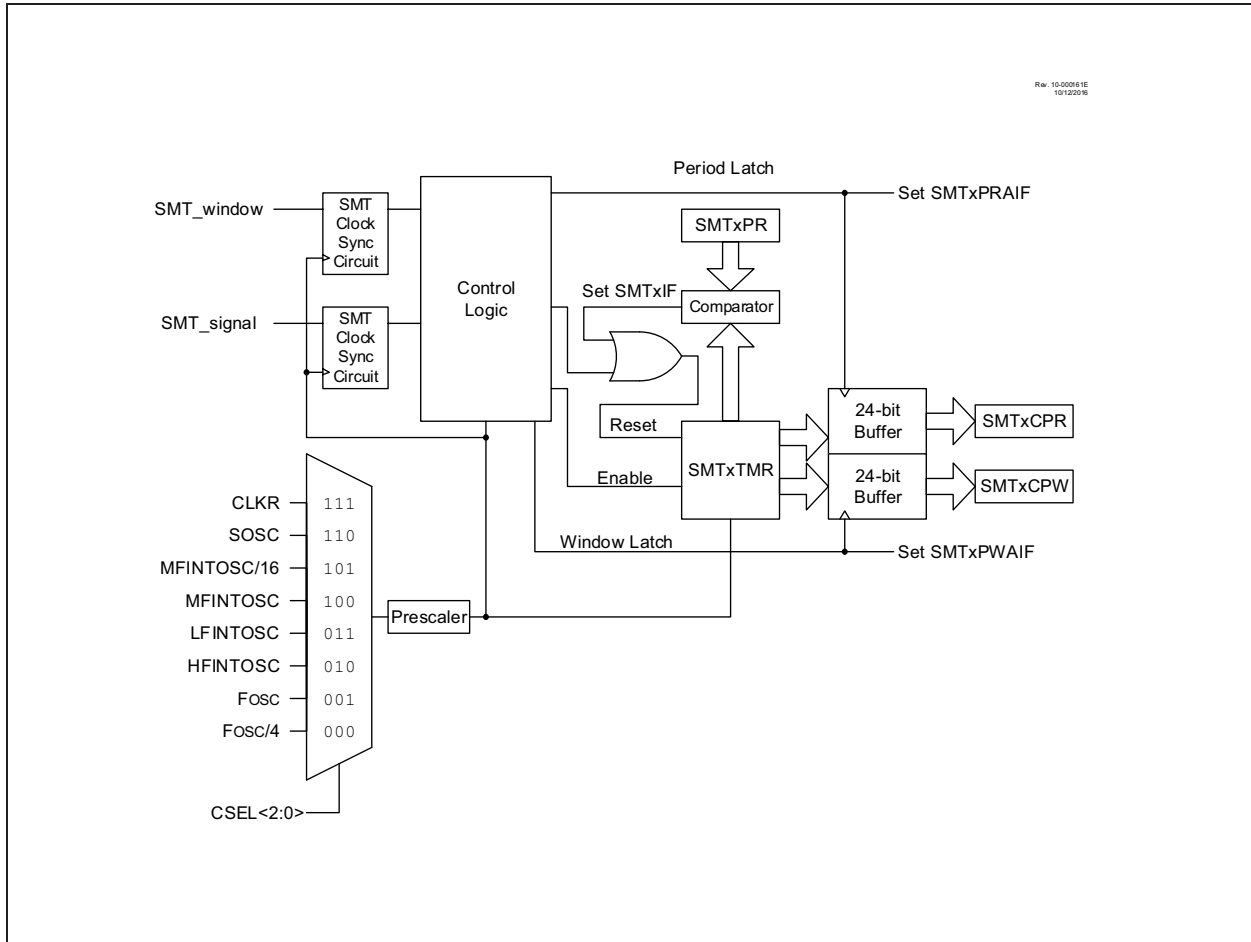 Rev. 10-000161E
10/12/2016
Period Latch
Set SMTxPRAIF
SMT_window
SMT
Clock
Sync
Circuit
SMTxPR
Control
Logic
Set SMTxIF
Comparator
SMT_signal
SMT
Clock
Sync
Circuit
Reset
SMTxTMR
24-bit
Buffer
SMTxCPR
Enable
24-bit
Buffer
SMTxCPW
Window Latch
Set SMTxPWAIF
CLKR 111
SOSC 110
MFINTOSC/16 101
MFINTOSC 100
LFINTOSC 011
HFINTOSC 010
FOSC 001
FOSC/4 000
Prescaler
CSEL<2:0>